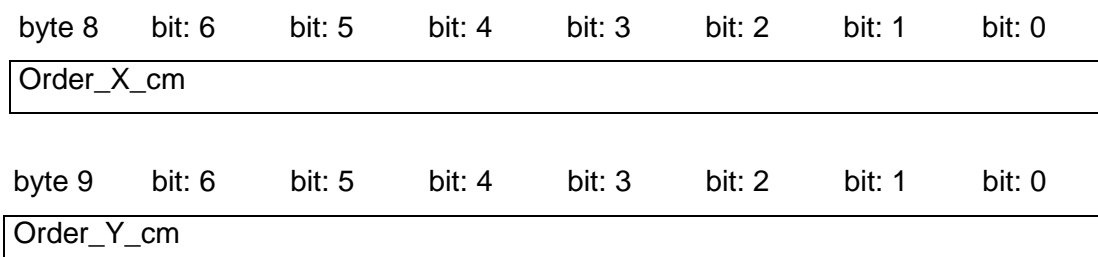 byte 8 bit: 6 bit: 5 bit: 4 bit: 3 bit: 2 bit: 1 bit: 0
Order_X_cm
byte 9 bit: 6 bit: 5 bit: 4 bit: 3 bit: 2 bit: 1 bit: 0
Order_Y_cm